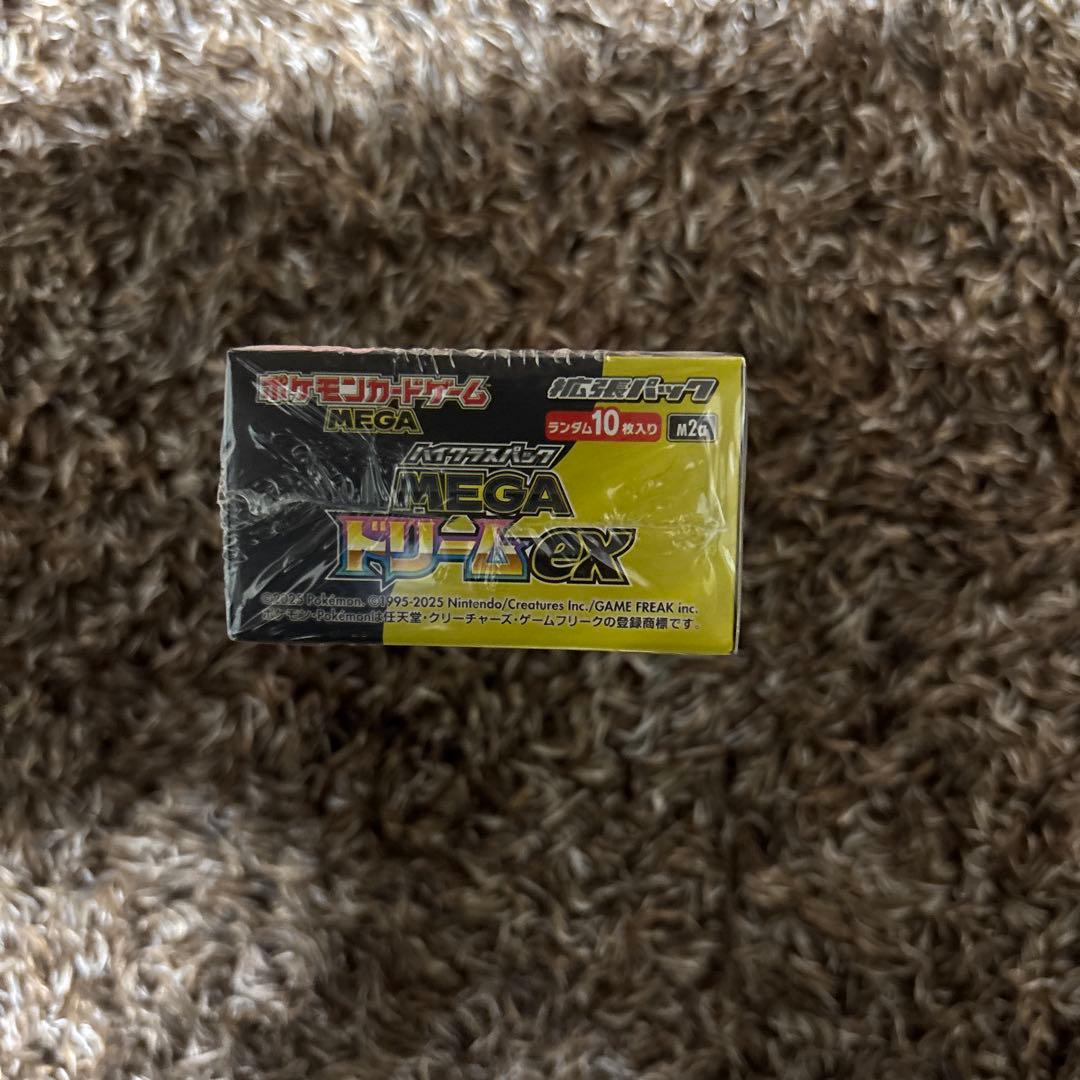 ポケモンカードゲーム
MEGA
拡張パック
ランダム10枚入り M2a
ハイクラスパック
MEGA
ドリームex
©2025 Pokémon. ©1995-2025 Nintendo/Creatures Inc./GAME FREAK inc.
ポケモン・Pokémonは任天堂・クリーチャーズ・ゲームフリークの登録商標です。